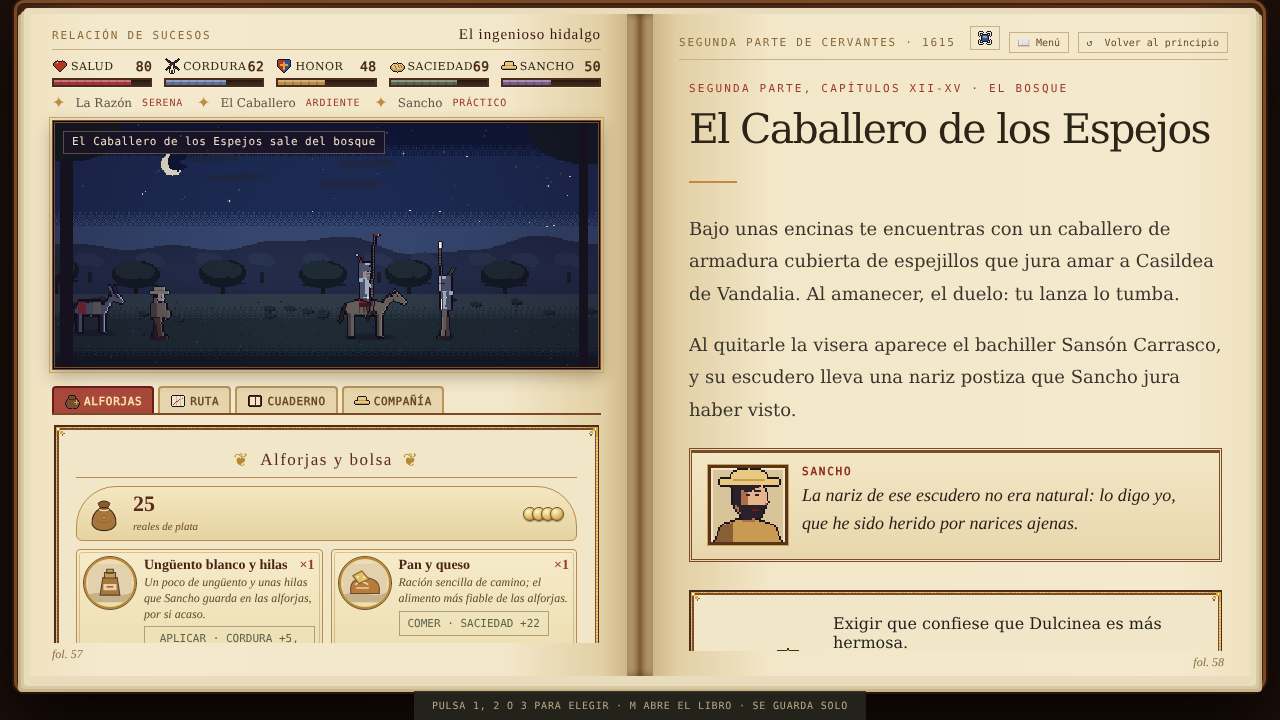 RELACIÓN DE SUCESOS
El ingenioso hidalgo
SALUD 80
CORDURA 62
HONOR 48
SACIEDAD 69
SANCHO 50
La Razón SERENA
El Caballero ARDIENTE
Sancho PRÁCTICO
El Caballero de los Espejos sale del bosque
ALFORJAS
RUTA
CUADERNO
COMPAÑÍA
Alforjas y bolsa
25
reales de plata
Ungüento blanco y hilas ×1
Un poco de ungüento y unas hilas
que Sancho guarda en las alforjas,
por si acaso.
APLICAR · CORDURA +5,
Pan y queso ×1
Ración sencilla de camino; el
alimento más fiable de las alforjas.
COMER · SACIEDAD +22
fol. 57
SEGUNDA PARTE DE CERVANTES · 1615
Menú
↺ Volver al principio
SEGUNDA PARTE, CAPÍTULOS XII-XV · EL BOSQUE
El Caballero de los Espejos
Bajo unas encinas te encuentras con un caballero de
armadura cubierta de espejillos que jura amar a Casildea
de Vandalia. Al amanecer, el duelo: tu lanza lo tumba.
Al quitarle la visera aparece el bachiller Sansón Carrasco,
y su escudero lleva una nariz postiza que Sancho jura
haber visto.
SANCHO
La nariz de ese escudero no era natural: lo digo yo,
que he sido herido por narices ajenas.
Exigir que confiese que Dulcinea es más
hermosa.
fol. 58
PULSA 1, 2 O 3 PARA ELEGIR · M ABRE EL LIBRO · SE GUARDA SOLO